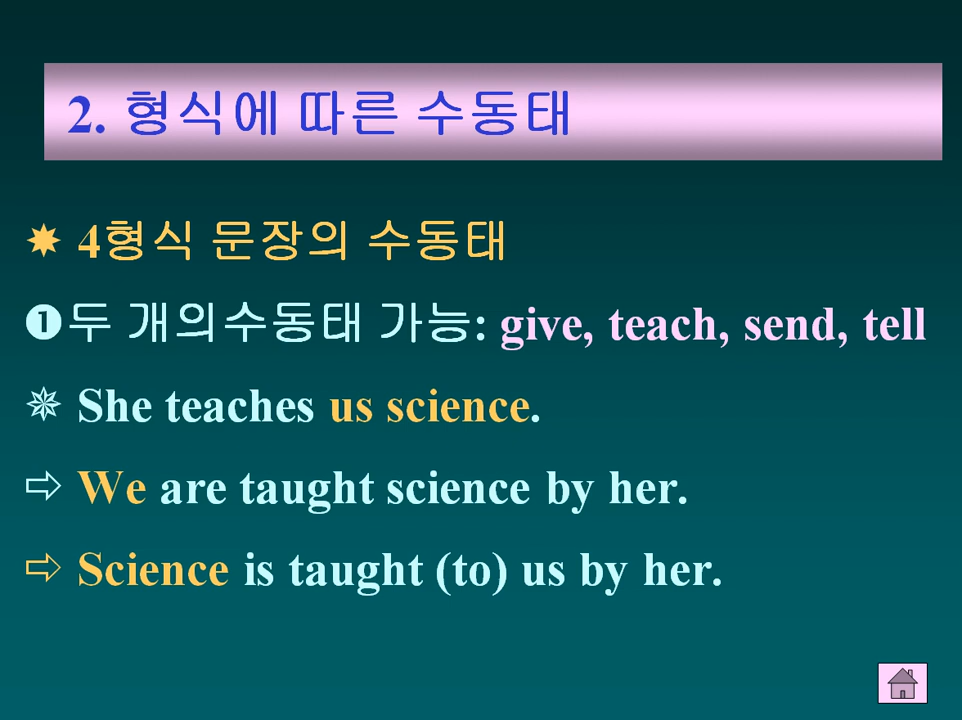 2. 형식에 따른 수동태
✸ 4형식 문장의 수동태
❶두 개의수동태 가능: give, teach, send, tell
✵ She teaches us science.
⇨ We are taught science by her.
⇨ Science is taught (to) us by her.